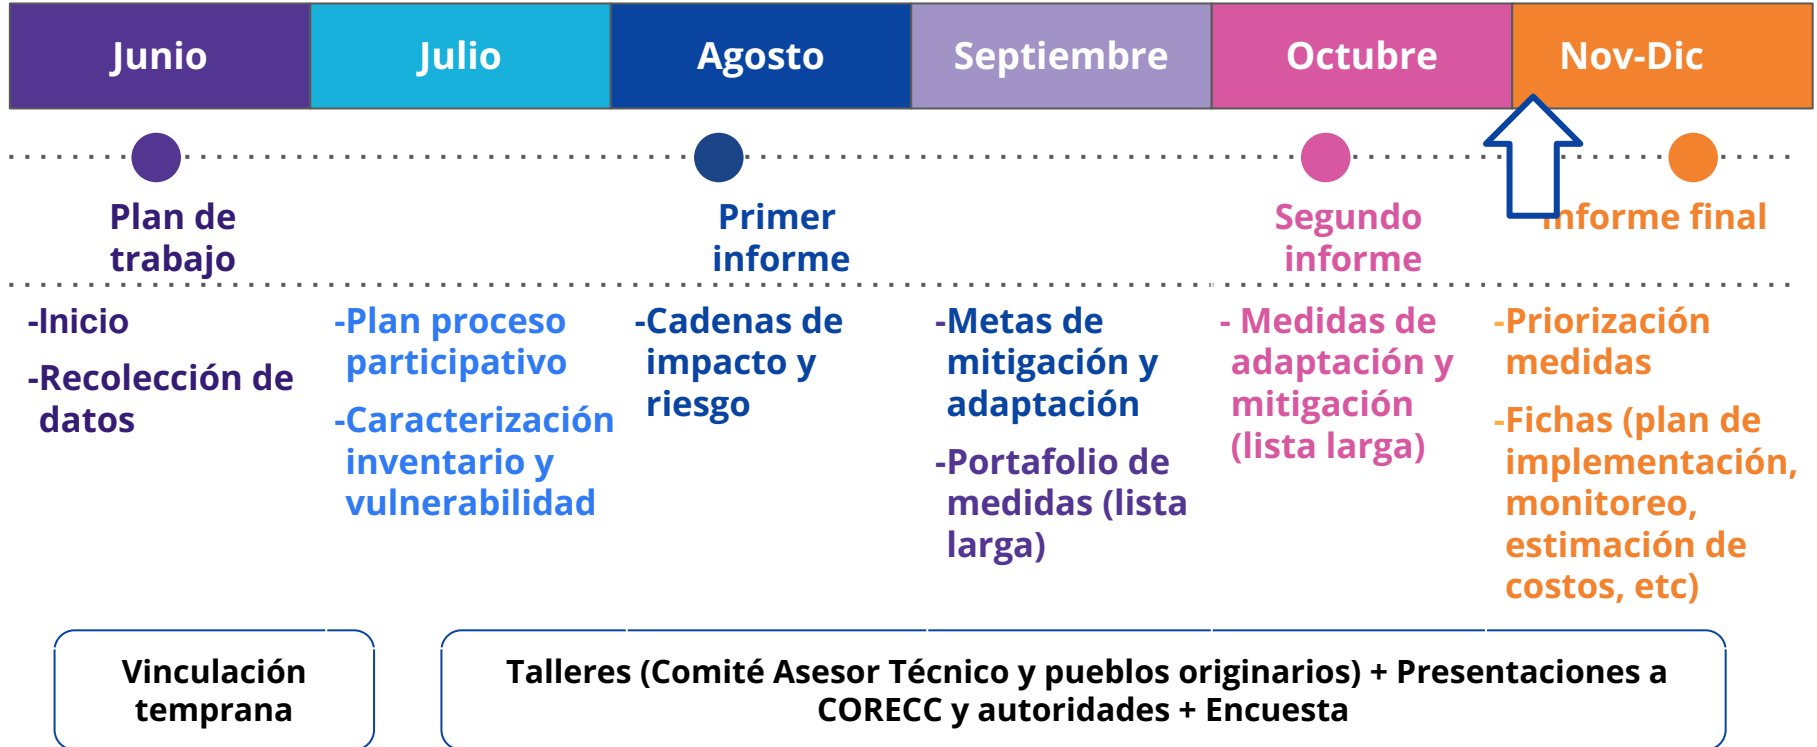 Junio
Julio
Agosto
Septiembre
Octubre
Nov-Dic
Plan de
trabajo
Primer
informe
Segundo
informe
Informe final
-Inicio
-Recolección de
datos
-Plan proceso
participativo
-Caracterización
inventario y
vulnerabilidad
-Cadenas de
impacto y
riesgo
-Metas de
mitigación y
adaptación
-Portafolio de
medidas (lista
larga)
- Medidas de
adaptación y
mitigación
(lista larga)
-Priorización
medidas
-Fichas (plan de
implementación,
monitoreo,
estimación de
costos, etc)
Vinculación
temprana
Talleres (Comité Asesor Técnico y pueblos originarios) + Presentaciones a
CORECC y autoridades + Encuesta